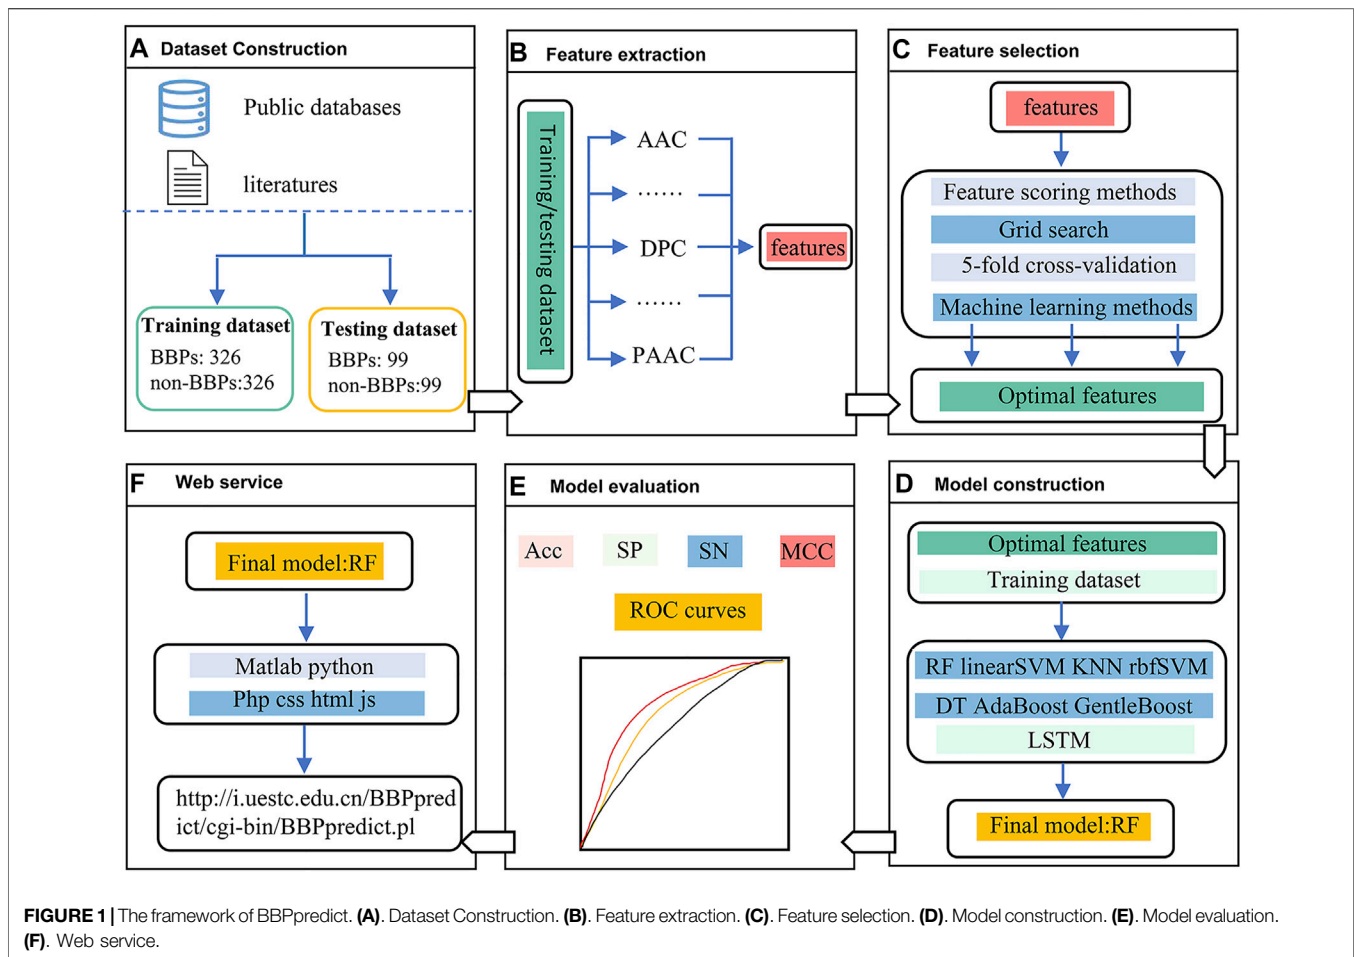 A Dataset Construction
Public databases
literatures
Training dataset
BBPs: 326
non-BBPs:326
Testing dataset
BBPs: 99
non-BBPs:99
B Feature extraction
Training/testing dataset
AAC
······
DPC
······
PAAC
features
C Feature selection
features
Feature scoring methods
Grid search
5-fold cross-validation
Machine learning methods
Optimal features
D Model construction
Optimal features
Training dataset
RF linearSVM KNN rbfSVM
DT AdaBoost GentleBoost
LSTM
Final model:RF
E Model evaluation
Acc SP SN MCC
ROC curves
F Web service
Final model:RF
Matlab python
Php css html js
http://i.uestc.edu.cn/BBPpred
ict/cgi-bin/BBPpredict.pl
FIGURE 1 | The framework of BBPpredict. (A). Dataset Construction. (B). Feature extraction. (C). Feature selection. (D). Model construction. (E). Model evaluation.
(F). Web service.